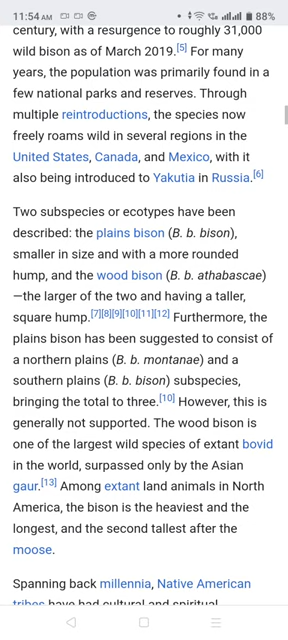 11:54 AM
88%
century, with a resurgence to roughly 31,000
wild bison as of March 2019.[5] For many
years, the population was primarily found in a
few national parks and reserves. Through
multiple reintroductions, the species now
freely roams wild in several regions in the
United States, Canada, and Mexico, with it
also being introduced to Yakutia in Russia.[6]
Two subspecies or ecotypes have been
described: the plains bison (B. b. bison),
smaller in size and with a more rounded
hump, and the wood bison (B. b. athabascae)
—the larger of the two and having a taller,
square hump.[7][8][9][10][11][12] Furthermore, the
plains bison has been suggested to consist of
a northern plains (B. b. montanae) and a
southern plains (B. b. bison) subspecies,
bringing the total to three.[10] However, this is
generally not supported. The wood bison is
one of the largest wild species of extant bovid
in the world, surpassed only by the Asian
gaur.[13] Among extant land animals in North
America, the bison is the heaviest and the
longest, and the second tallest after the
moose.
Spanning back millennia, Native American
tribes have had cultural and spiritual